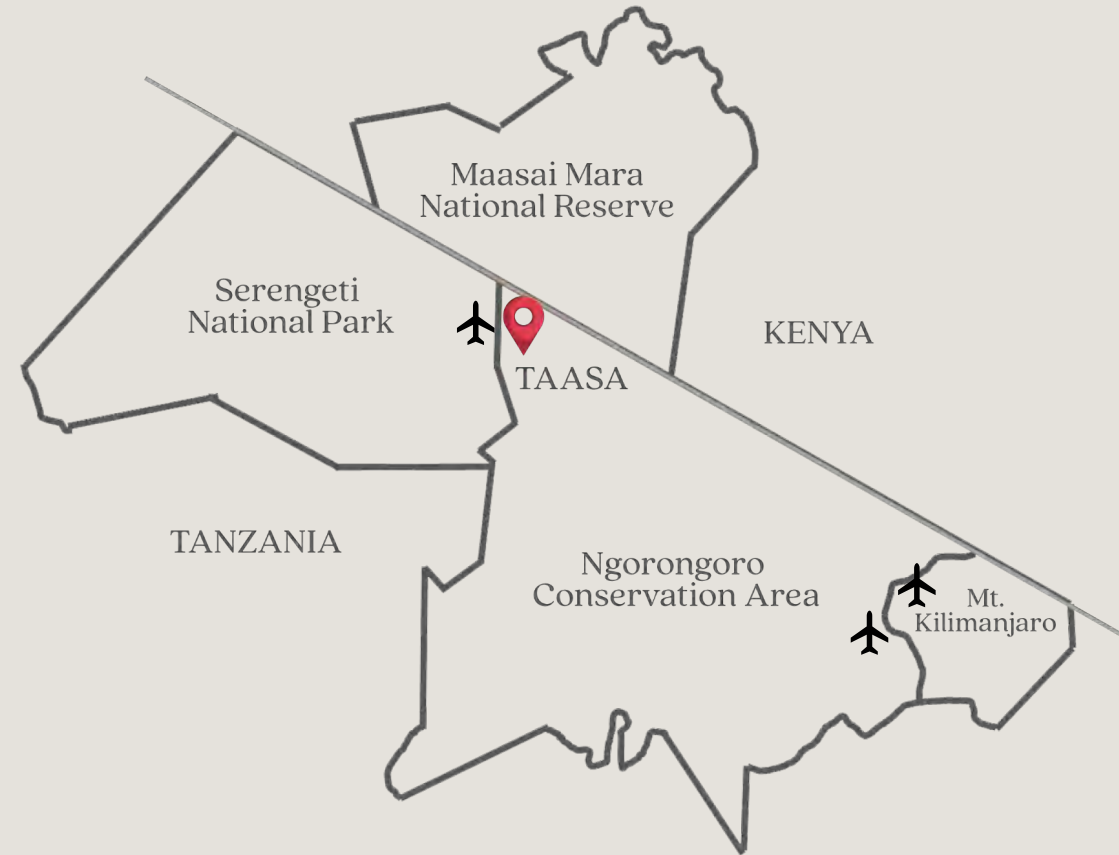 Maasai Mara
National Reserve
Serengeti
National Park
KENYA
TAASA
TANZANIA
Ngorongoro
Conservation Area
Mt.
Kilimanjaro